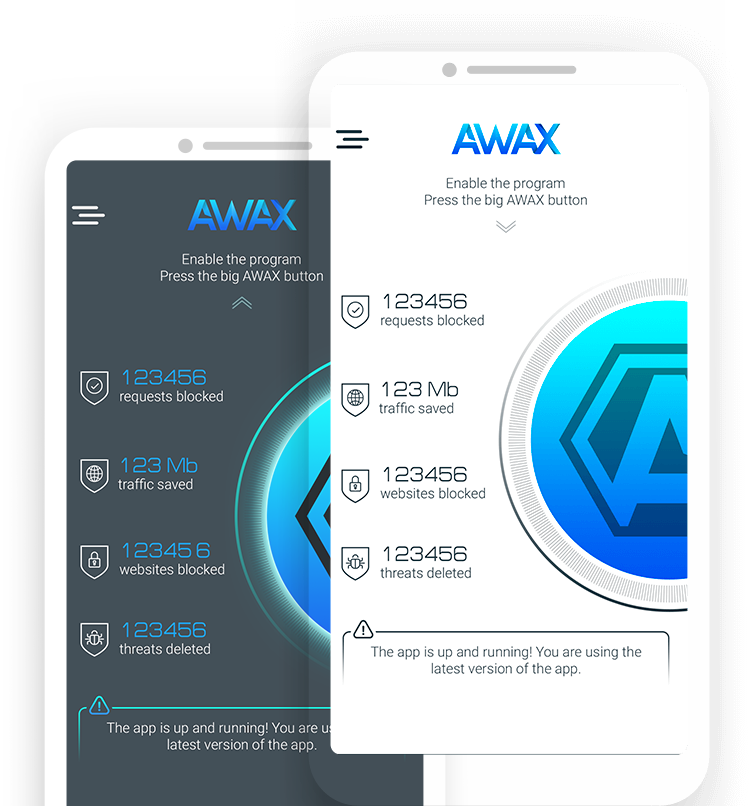 AWAX
Enable the program
Press the big AWAX button
123456
requests blocked
123 Mb
traffic saved
123456
websites blocked
123456
threats deleted
The app is up and running! You are using the
latest version of the app.
AWAX
Enable the program
Press the big AWAX button
123456
requests blocked
123 Mb
traffic saved
12345 6
websites blocked
123456
threats deleted
The app is up and running! You are
latest version of the app.